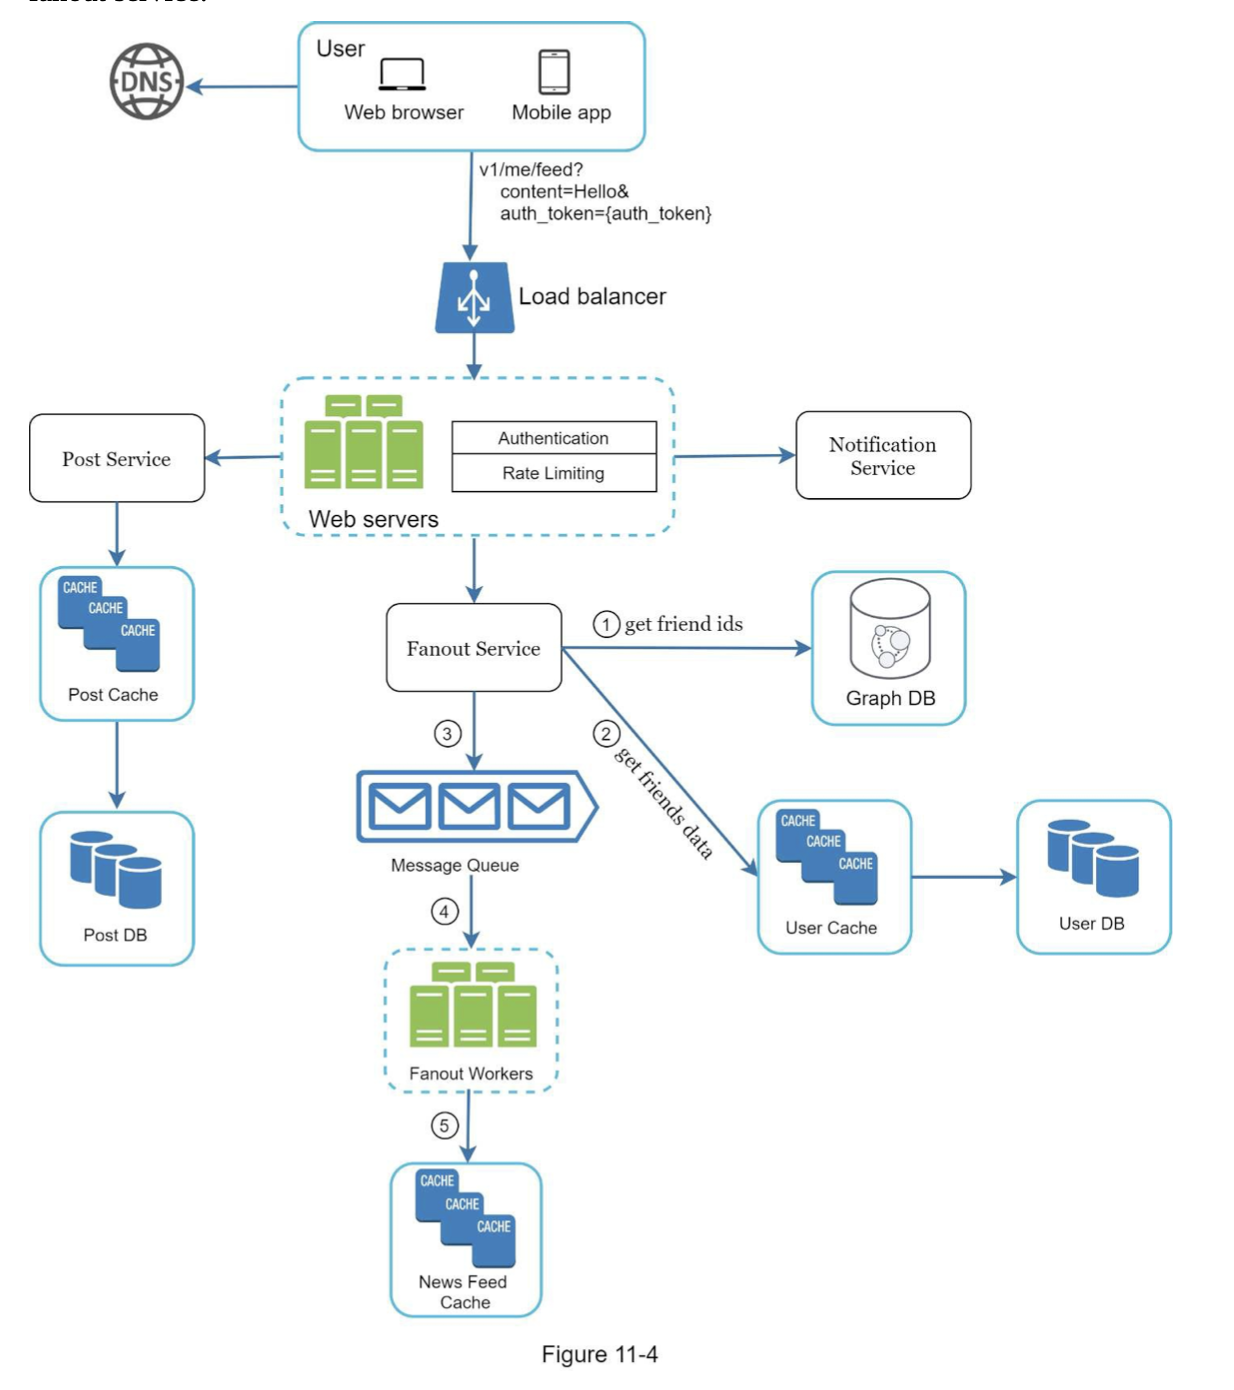 fanout service.
User
DNS
Web browser
Mobile app
v1/me/feed?
content=Hello&
auth_token={auth_token}
Load balancer
Authentication
Rate Limiting
Web servers
Post Service
Notification
Service
CACHE
CACHE
CACHE
Post Cache
Post DB
Fanout Service
1 get friend ids
Graph DB
2
get friends data
CACHE
CACHE
CACHE
User Cache
User DB
3
Message Queue
4
Fanout Workers
5
CACHE
CACHE
CACHE
News Feed
Cache
Figure 11-4